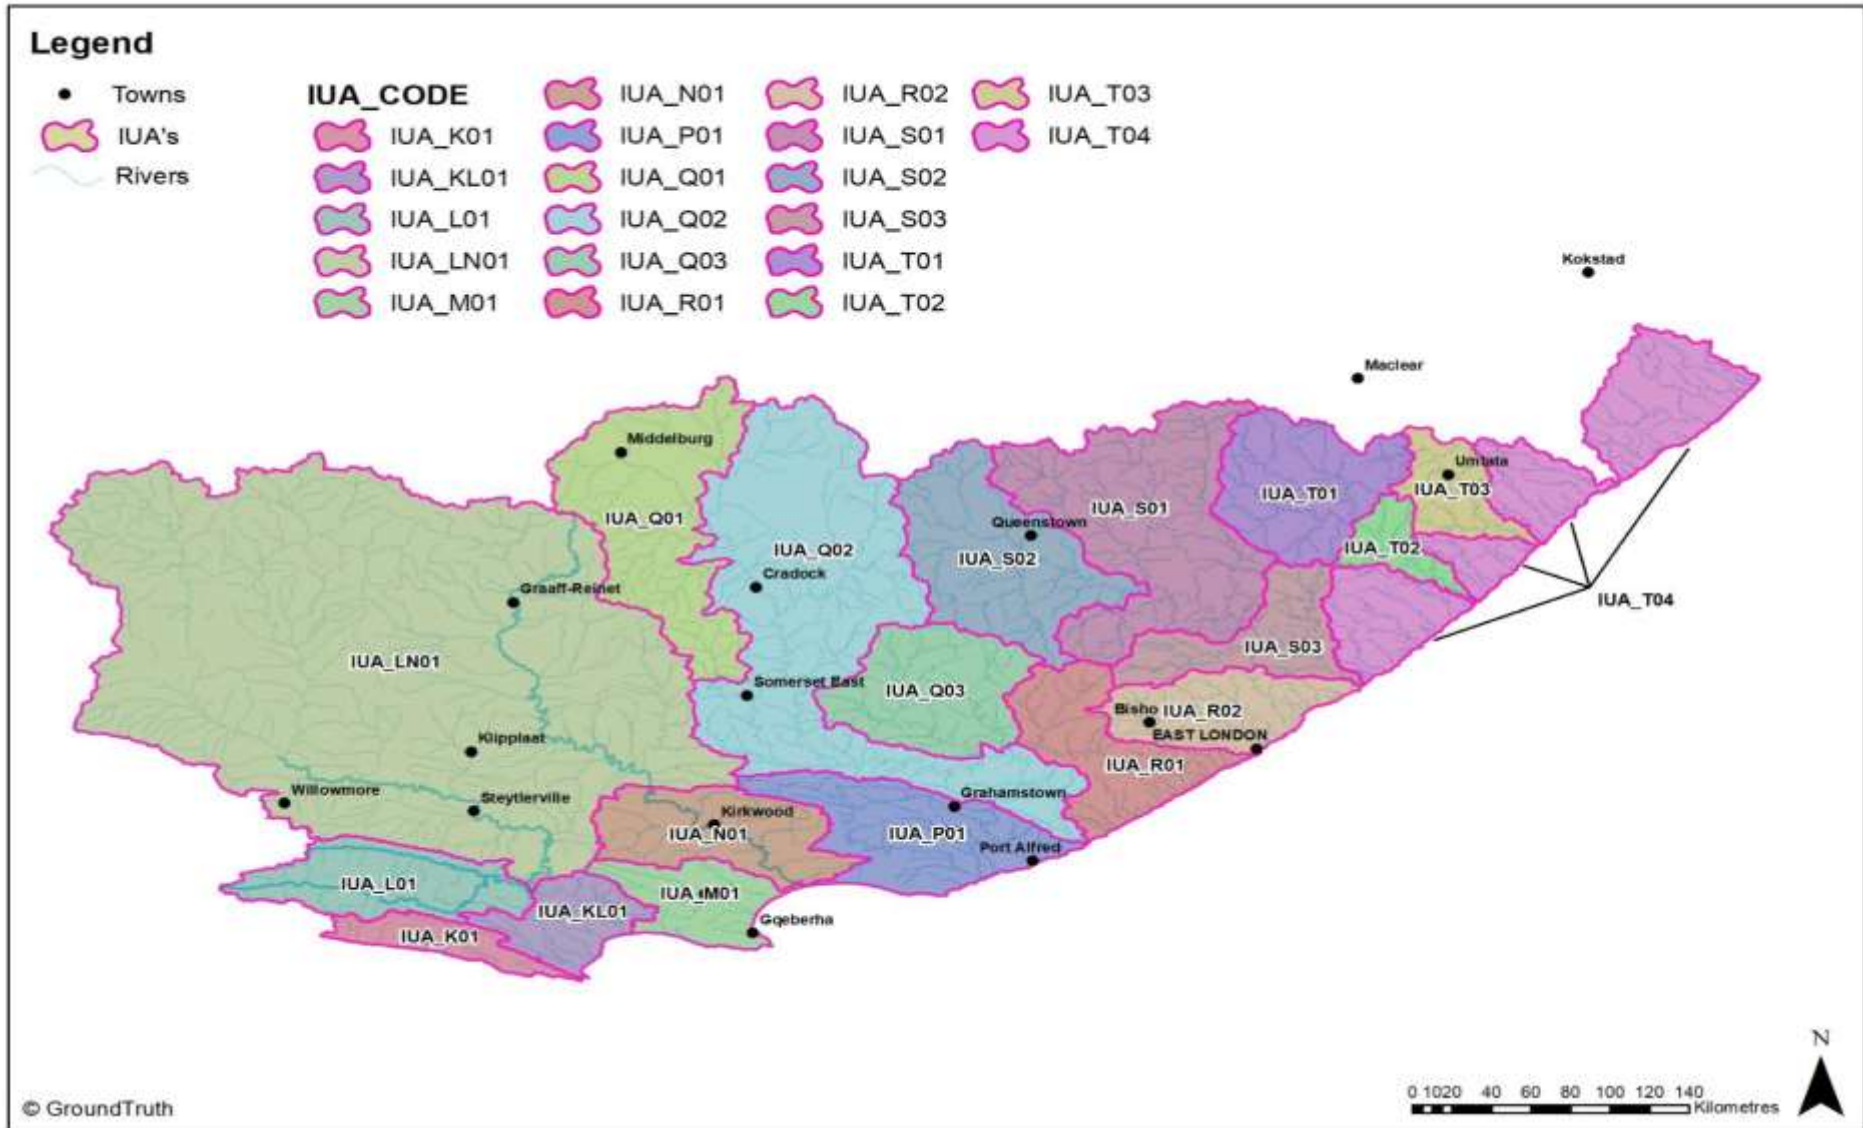 Legend
Towns
IUA's
Rivers
IUA_CODE
IUA_K01
IUA_KL01
IUA_L01
IUA_LN01
IUA_M01
IUA_N01
IUA_P01
IUA_Q01
IUA_Q02
IUA_Q03
IUA_R01
IUA_R02
IUA_S01
IUA_S02
IUA_S03
IUA_T01
IUA_T02
IUA_T03
IUA_T04
Kokstad
Maclear
Middelburg
Umtata
IUA_T03
IUA_T01
IUA_S01
IUA_Q01
Queenstown
IUA_Q02
IUA_T02
IUA_S02
Cradock
Graaff-Reinet
IUA_T04
IUA_S03
IUA_LN01
Somerset East
IUA_Q03
Bisho
IUA_R02
EAST LONDON
Klipplaat
IUA_R01
Willowmore
Steytlerville
Grahamstown
Kirkwood
IUA_N01
IUA_P01
Port Alfred
IUA_L01
IUA_M01
IUA_KL01
Gqeberha
IUA_K01
N
0 10 20 40 60 80 100 120 140
Kilometres
© GroundTruth